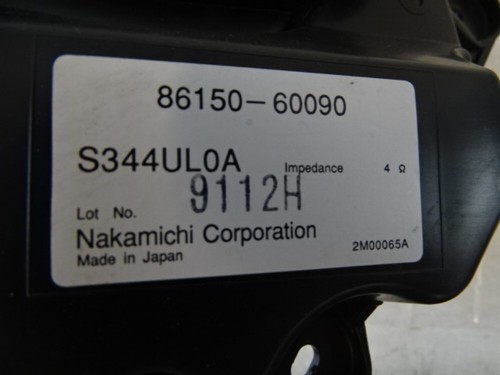 86150-60090
S344UL0A Impedance 4 Ω
Lot No. 9112H
Nakamichi Corporation
Made in Japan 2M00065A